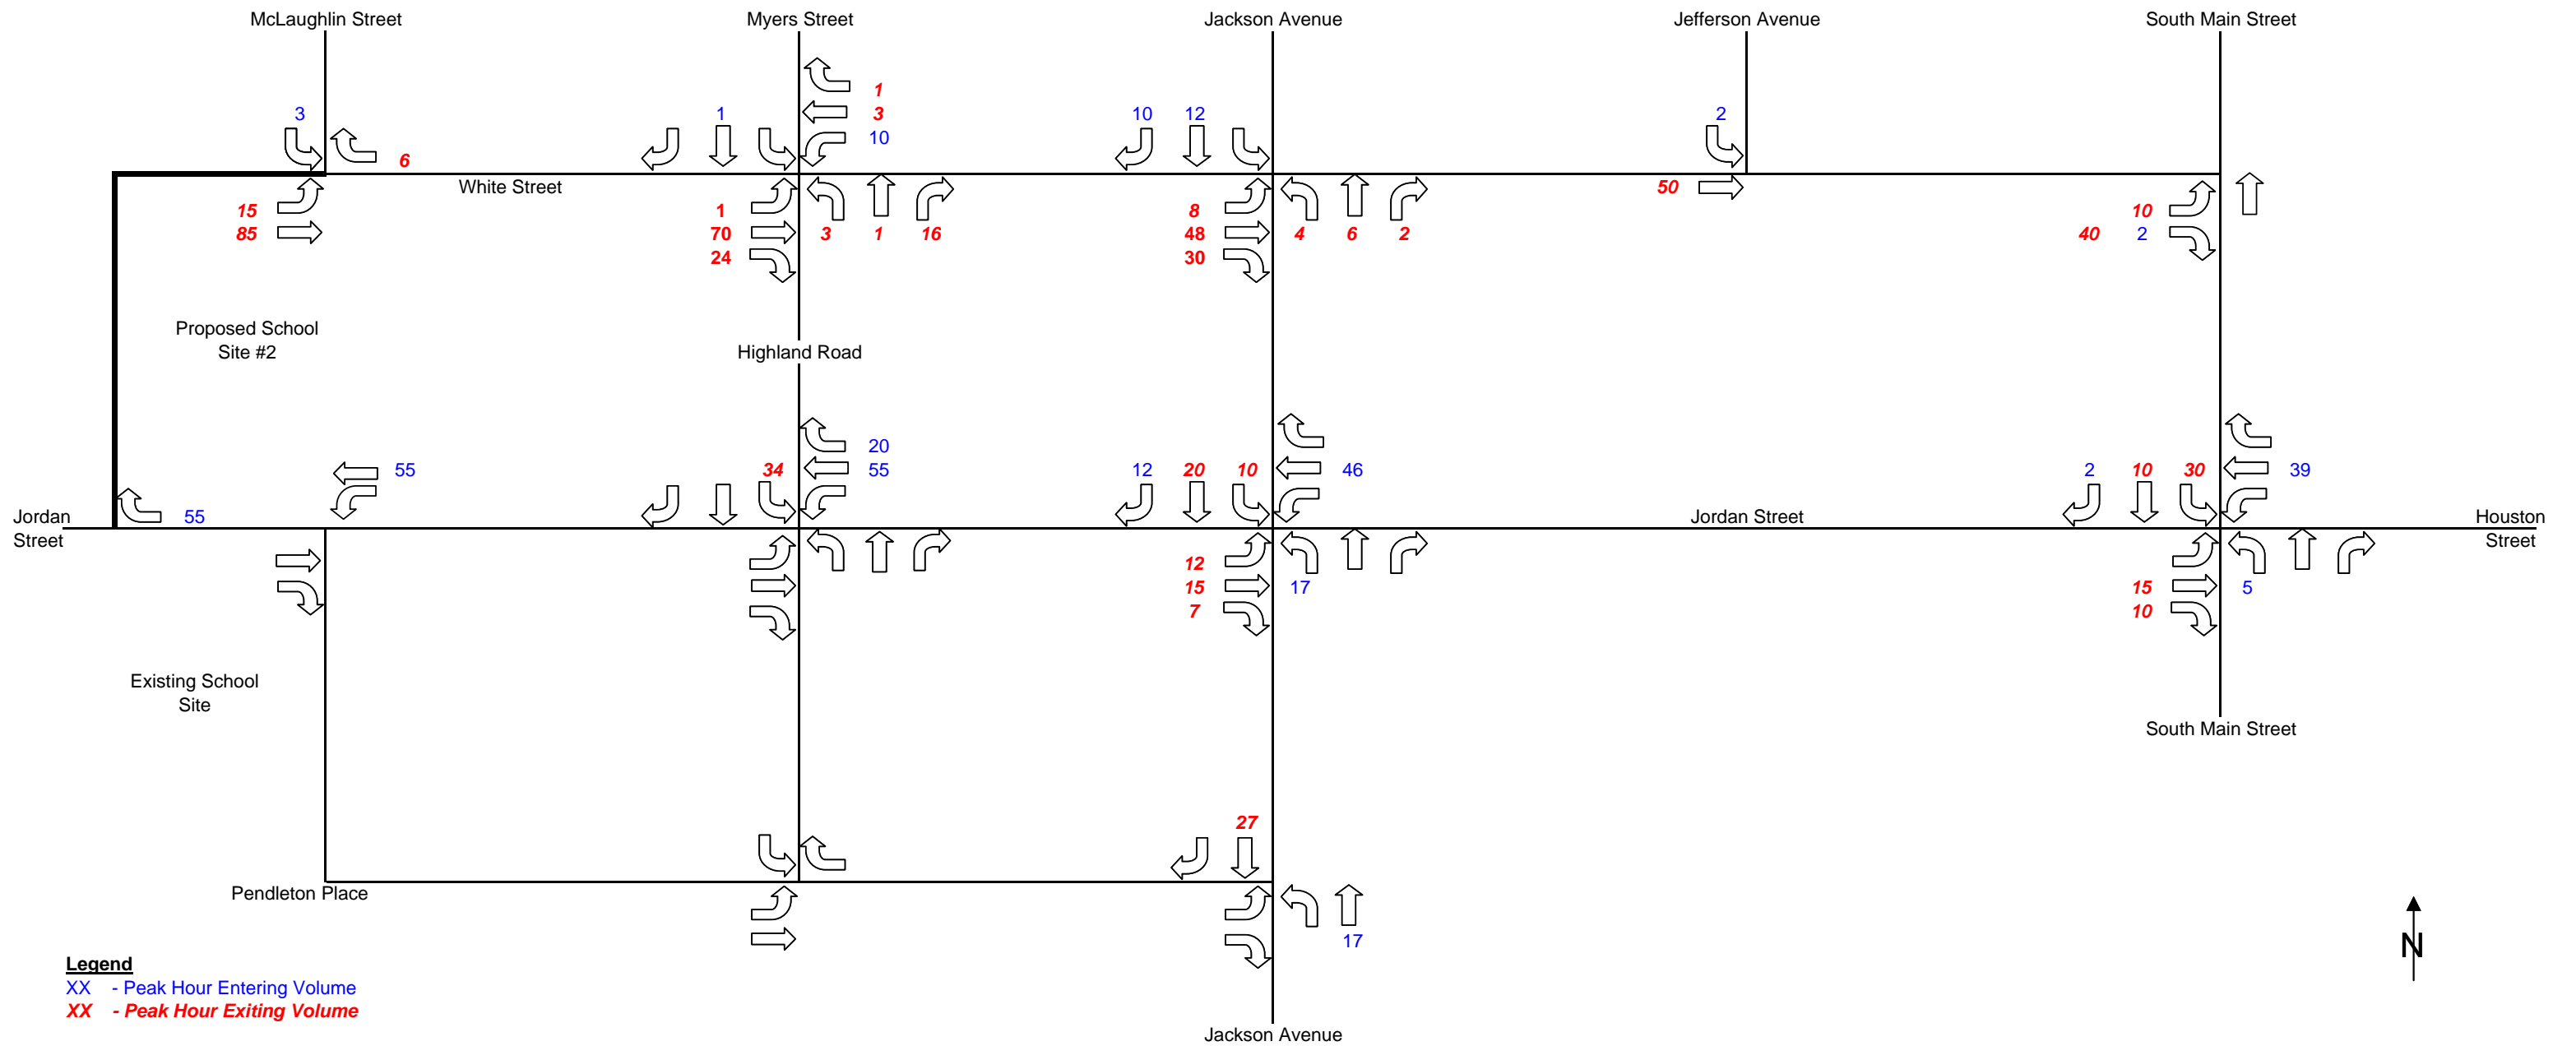 McLaughlin Street Myers Street Jackson Avenue Jefferson Avenue South Main Street
1
3 1 3 10 12 2
10
6
White Street 50
15 1 8 10
85 70 3 1 16 48 4 6 2 40 2
24 30
Proposed School
Site #2
Highland Road
20
55 34 55 12 20 10 46 2 10 30 39
Jordan
Street
55
Jordan Street
Houston
Street
12
15 17 15 5
7 10
Existing School
Site
South Main Street
27
Pendleton Place
17
Legend
XX - Peak Hour Entering Volume
XX - Peak Hour Exiting Volume
N
Jackson Avenue